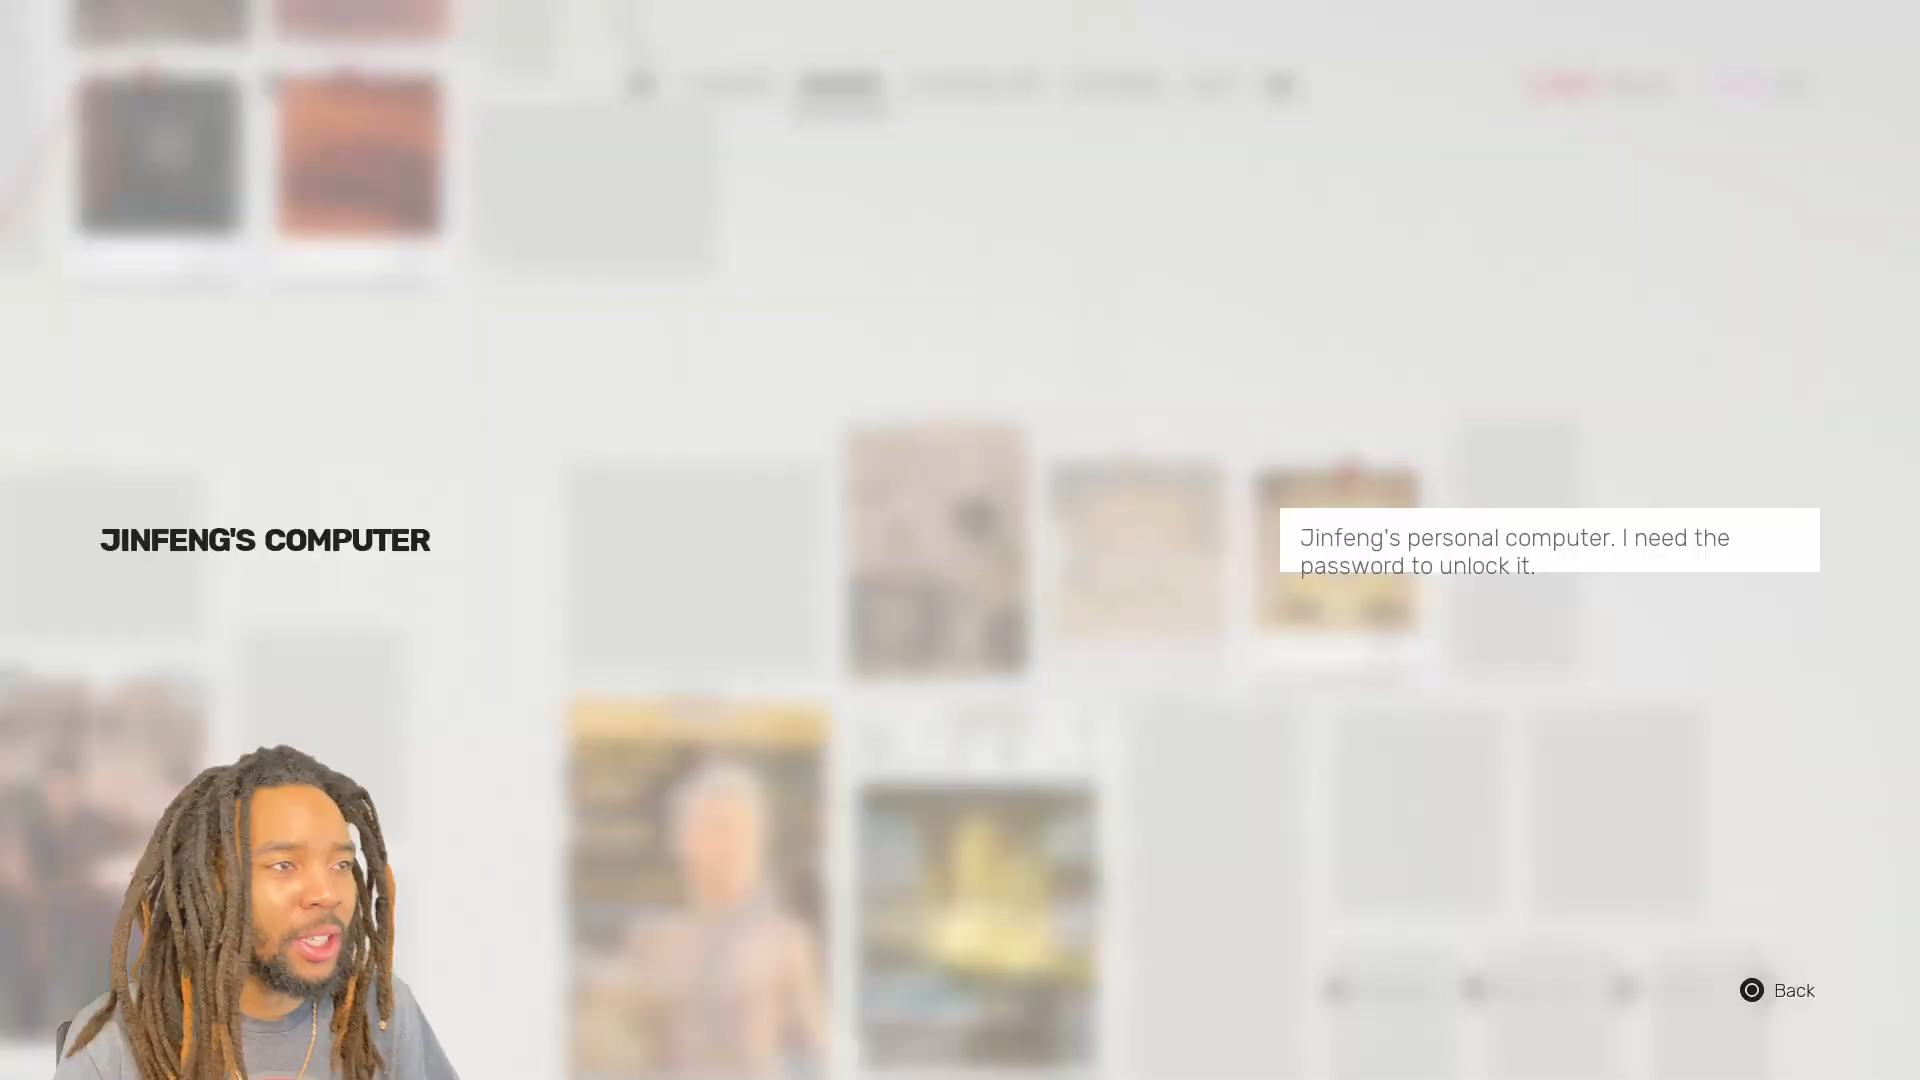 JINFENG'S COMPUTER
Jinfeng's personal computer. I need the
password to unlock it.
Back